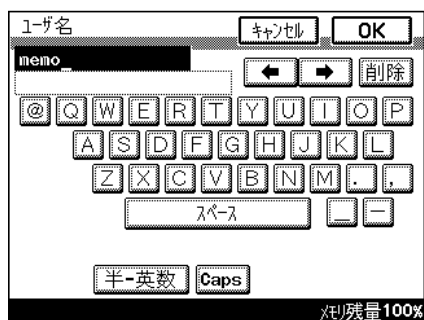 ユーザ名 ｷｬﾝｾﾙ OK
memo_ ← → 削除
@ Q W E R T Y U I O P
A S D F G H J K L
Z X C V B N M . ,
ｽﾍﾟｰｽ _ －
半-英数 Caps
ﾒﾓﾘ残量100%